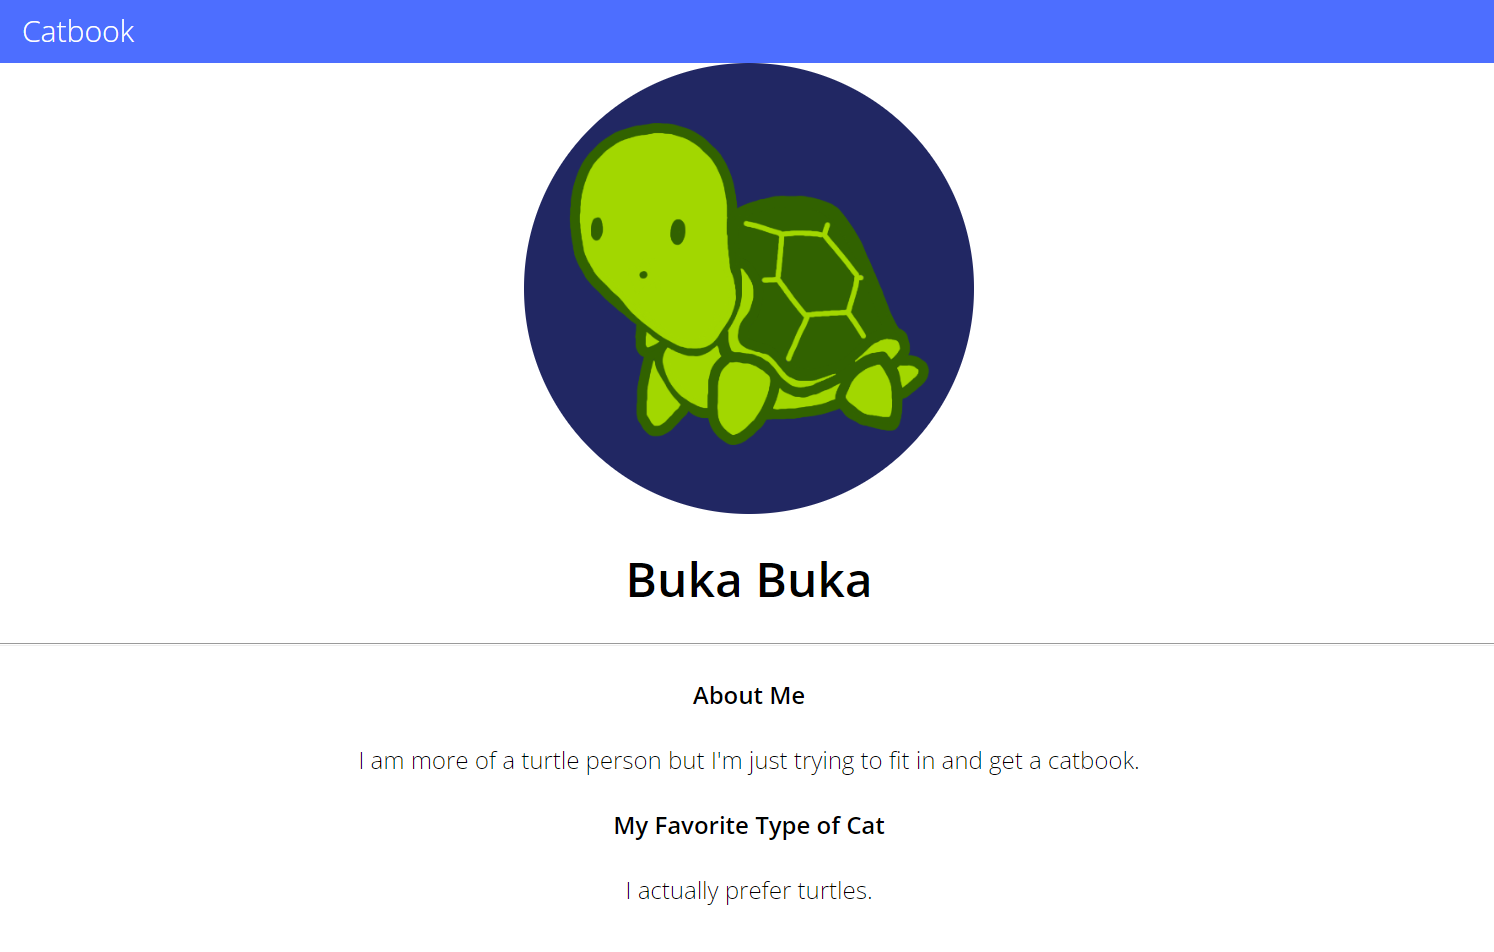 Catbook
Buka Buka
About Me
I am more of a turtle person but I'm just trying to fit in and get a catbook.
My Favorite Type of Cat
I actually prefer turtles.